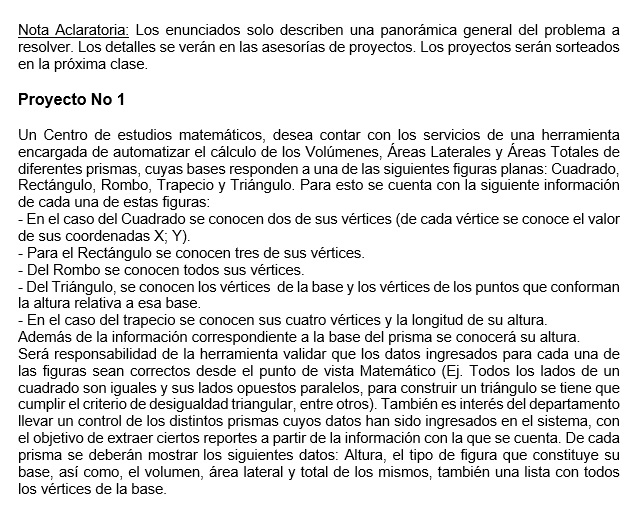 Nota Aclaratoria: Los enunciados solo describen una panorámica general del problema a
resolver. Los detalles se verán en las asesorías de proyectos. Los proyectos serán sorteados
en la próxima clase.
Proyecto No 1
Un Centro de estudios matemáticos, desea contar con los servicios de una herramienta
encargada de automatizar el cálculo de los Volúmenes, Áreas Laterales y Áreas Totales de
diferentes prismas, cuyas bases responden a una de las siguientes figuras planas: Cuadrado,
Rectángulo, Rombo, Trapecio y Triángulo. Para esto se cuenta con la siguiente información
de cada una de estas figuras:
- En el caso del Cuadrado se conocen dos de sus vértices (de cada vértice se conoce el valor
de sus coordenadas X; Y).
- Para el Rectángulo se conocen tres de sus vértices.
- Del Rombo se conocen todos sus vértices.
- Del Triángulo, se conocen los vértices de la base y los vértices de los puntos que conforman
la altura relativa a esa base.
- En el caso del trapecio se conocen sus cuatro vértices y la longitud de su altura.
Además de la información correspondiente a la base del prisma se conocerá su altura.
Será responsabilidad de la herramienta validar que los datos ingresados para cada una de
las figuras sean correctos desde el punto de vista Matemático (Ej. Todos los lados de un
cuadrado son iguales y sus lados opuestos paralelos, para construir un triángulo se tiene que
cumplir el criterio de desigualdad triangular, entre otros). También es interés del departamento
llevar un control de los distintos prismas cuyos datos han sido ingresados en el sistema, con
el objetivo de extraer ciertos reportes a partir de la información con la que se cuenta. De cada
prisma se deberán mostrar los siguientes datos: Altura, el tipo de figura que constituye su
base, así como, el volumen, área lateral y total de los mismos, también una lista con todos
los vértices de la base.